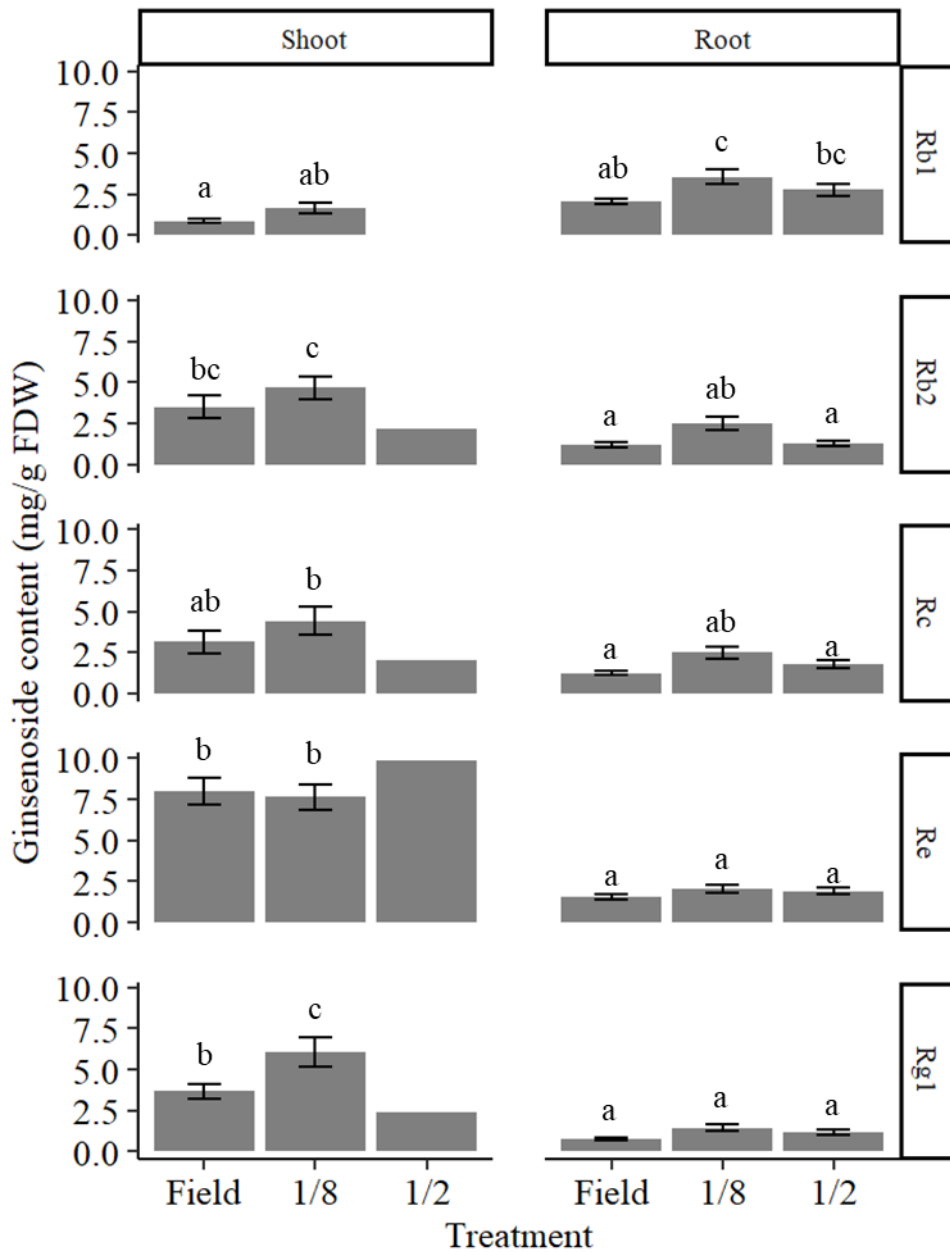 Shoot
Root
Ginsenoside content (mg/g FDW)
10.0
7.5
5.0
2.5
0.0
a
ab
ab
c
bc
Rb1
10.0
7.5
5.0
2.5
0.0
bc
c
a
ab
a
Rb2
10.0
7.5
5.0
2.5
0.0
ab
b
a
ab
a
Rc
10.0
7.5
5.0
2.5
0.0
b
b
a
a
a
Re
10.0
7.5
5.0
2.5
0.0
b
c
a
a
a
Rg1
Field 1/8 1/2
Field 1/8 1/2
Treatment